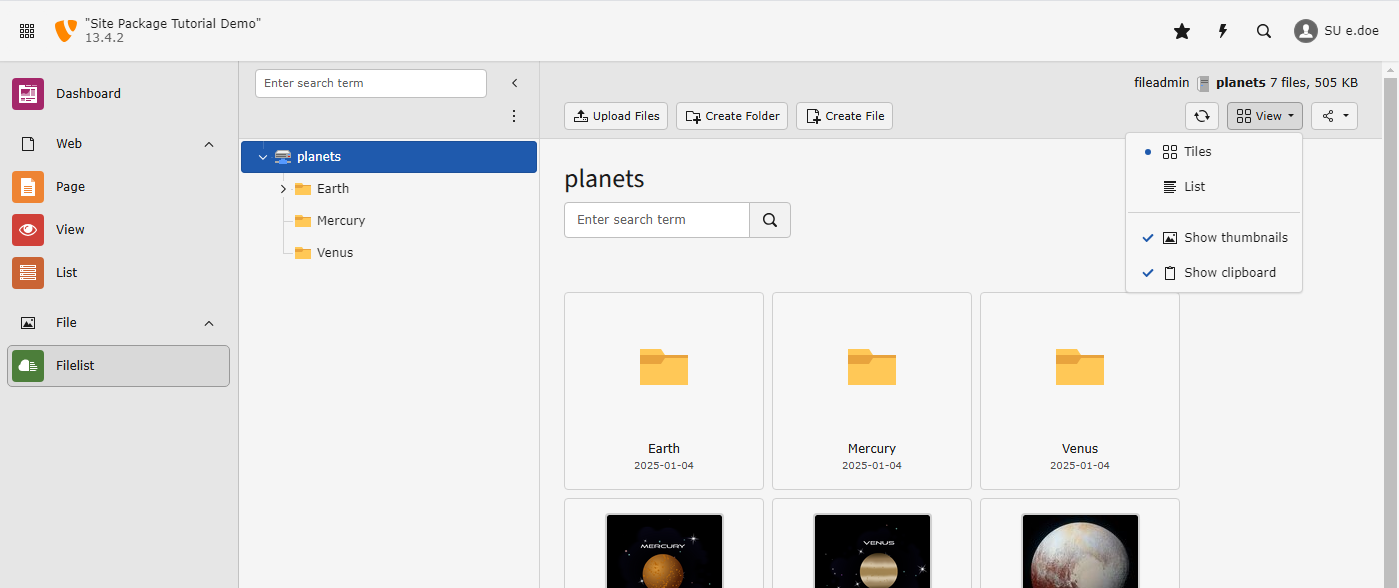 "Site Package Tutorial Demo"
13.4.2
SU e.doe
Dashboard
Web
Page
View
List
File
Filelist
Enter search term
planets
Earth
Mercury
Venus
fileadmin planets 7 files, 505 KB
Upload Files
Create Folder
Create File
View
Tiles
List
Show thumbnails
Show clipboard
planets
Enter search term
Earth
2025-01-04
Mercury
2025-01-04
Venus
2025-01-04
MERCURY
VENUS